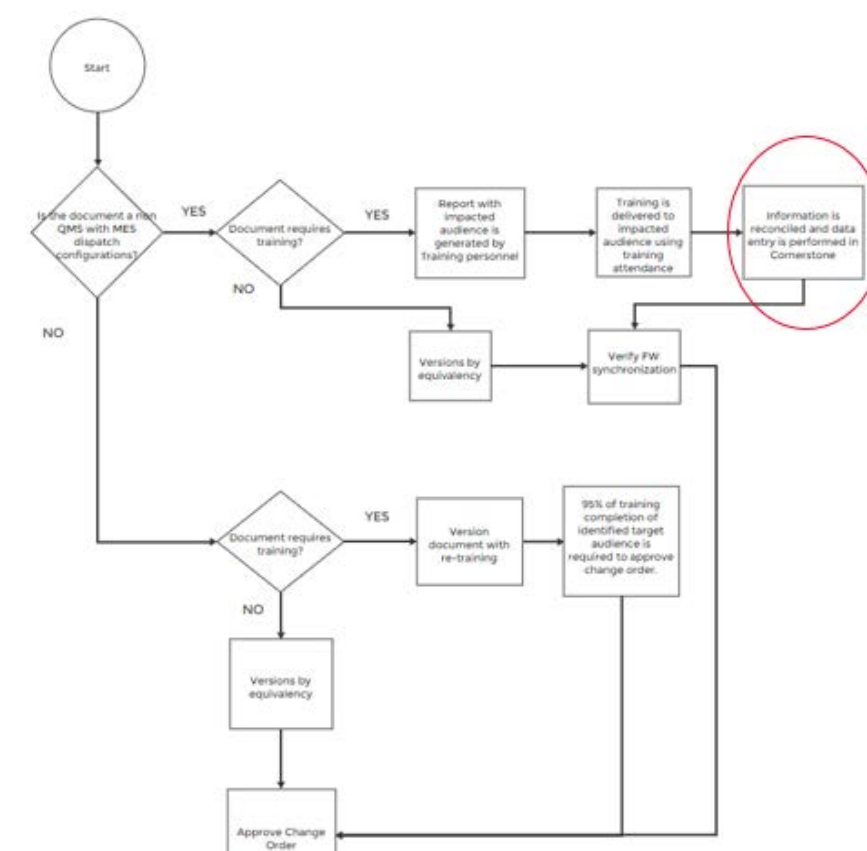 Start
Is the document a non
QMS with MES
dispatch
configurations?
YES
Document requires
training?
YES
Report with
impacted
audience is
generated by
Training personnel
Training is
delivered to
impacted
audience using
training
attendance
Information is
reconciled and data
entry is performed in
Cornerstone
NO
NO
Versions by
equivalency
Verify FW
synchronization
Document requires
training?
YES
Version
document with
re-training
95% of training
completion of
identified target
audience is
required to approve
change order.
NO
Versions by
equivalency
Approve Change
Order